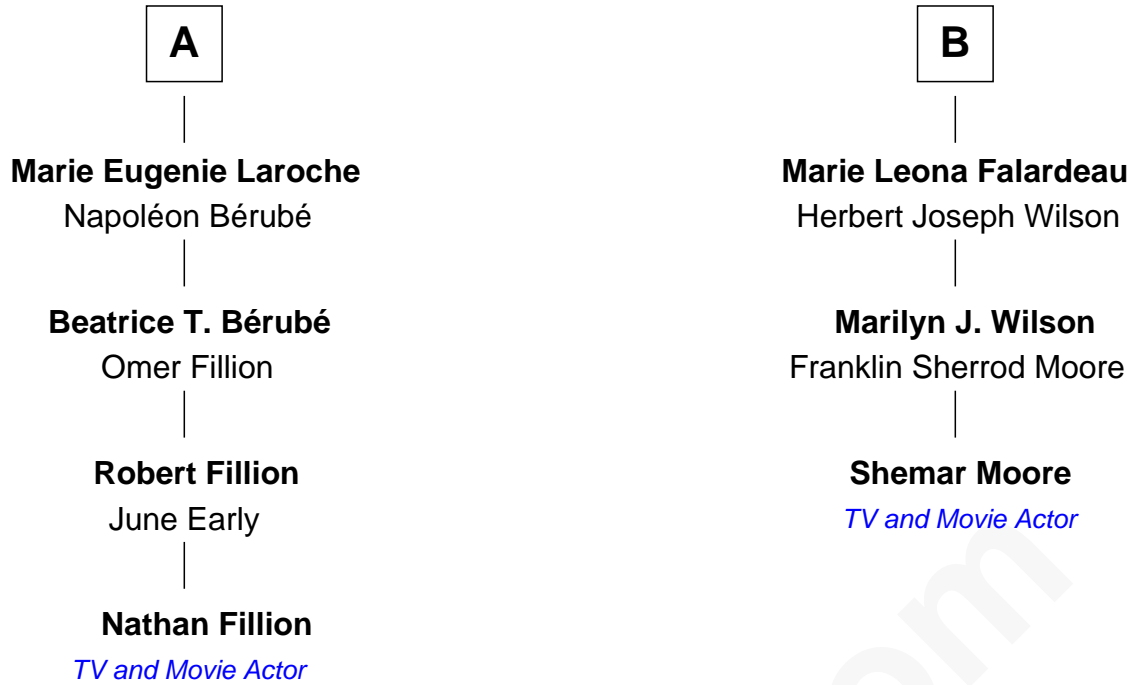 A
Marie Eugenie Laroche
Napoléon Bérubé
Beatrice T. Bérubé
Omer Fillion
Robert Fillion
June Early
Nathan Fillion
TV and Movie Actor
B
Marie Leona Falardeau
Herbert Joseph Wilson
Marilyn J. Wilson
Franklin Sherrod Moore
Shemar Moore
TV and Movie Actor
om